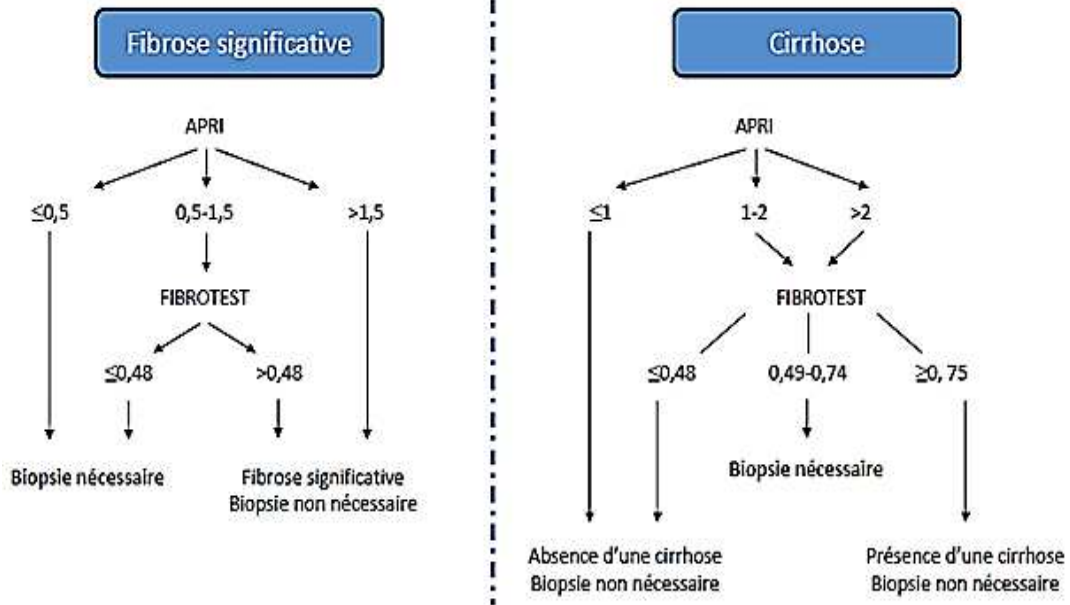 Fibrose significative
APRI
≤0,5 0,5-1,5 >1,5
FIBROTEST
≤0,48 >0,48
Biopsie nécessaire
Fibrose significative
Biopsie non nécessaire
Cirrhose
APRI
≤1 1-2 >2
FIBROTEST
≤0,48 0,49-0,74 ≥0, 75
Biopsie nécessaire
Absence d'une cirrhose
Biopsie non nécessaire
Présence d'une cirrhose
Biopsie non nécessaire